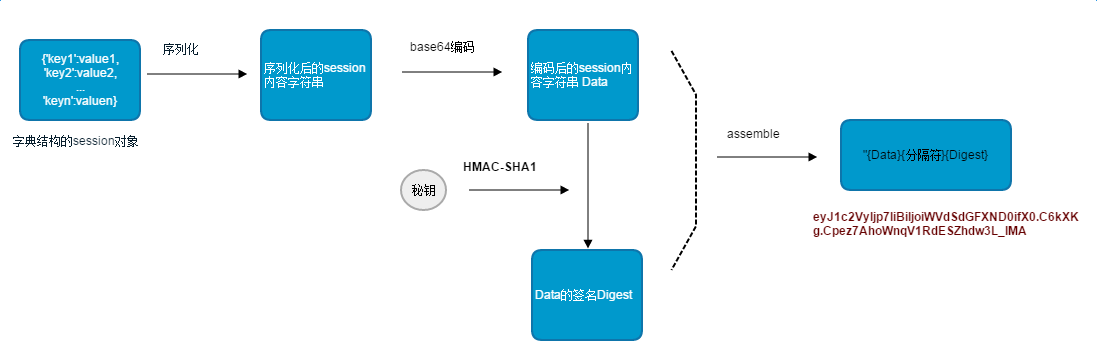 {'key1':value1,
'key2':value2,
...
'keyn':valuen}
字典结构的session对象
序列化
序列化后的session
内容字符串
base64编码
编码后的session内
容字符串 Data
秘钥
HMAC-SHA1
Data的签名Digest
assemble
"{Data}{分隔符}{Digest}
eyJ1c2VyIjp7IiBiIjoiWVdSdGFXND0ifX0.C6kXK
g.Cpez7AhoWnqV1RdESZhdw3L_IMA